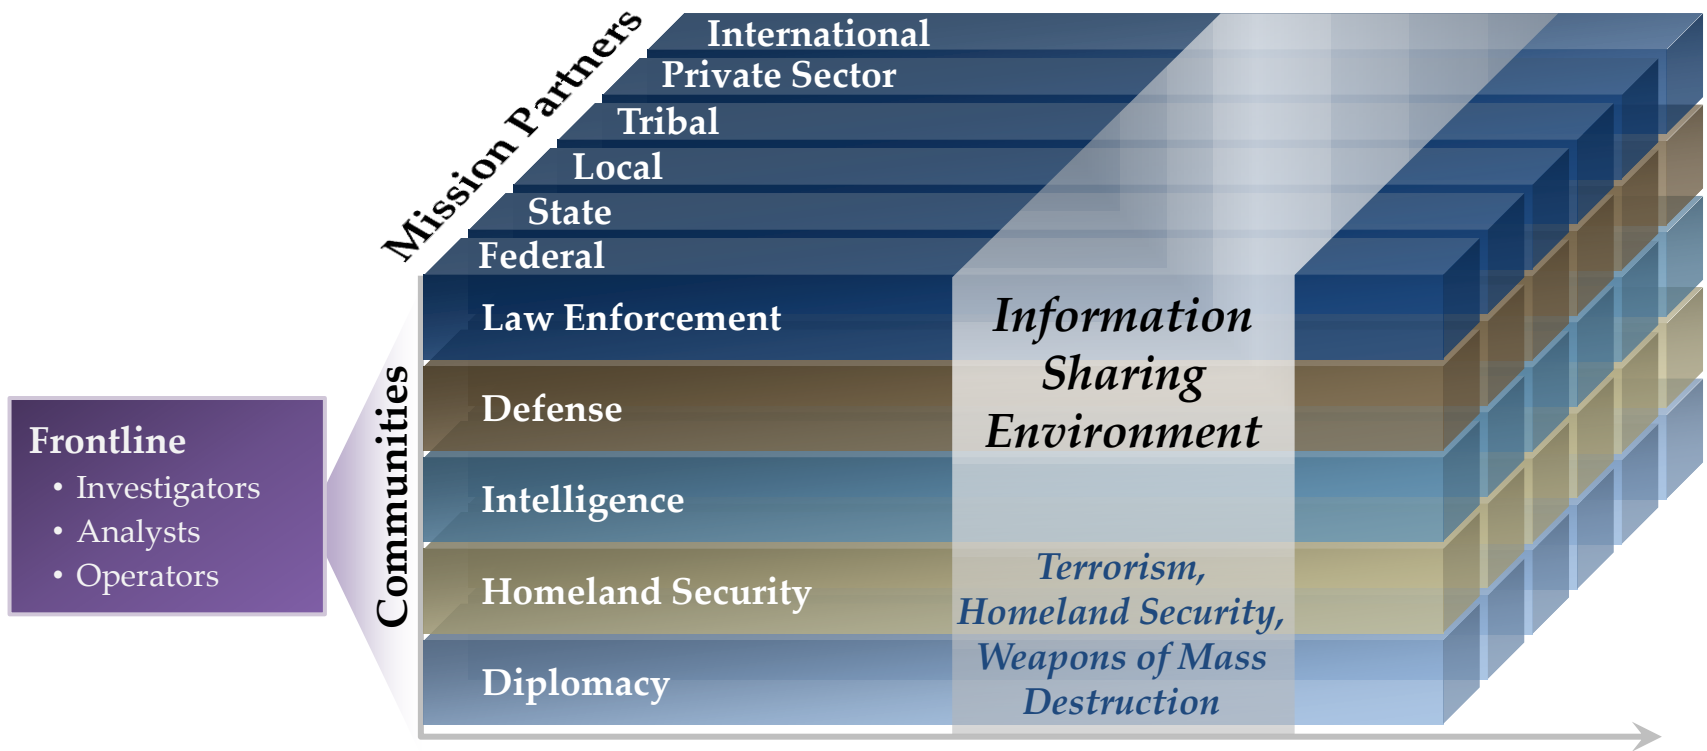 Mission Partners
International
Private Sector
Tribal
Local
State
Federal
Communities
Law Enforcement
Defense
Intelligence
Homeland Security
Diplomacy
Information
Sharing
Environment
Terrorism,
Homeland Security,
Weapons of Mass
Destruction
Frontline
• Investigators
• Analysts
• Operators